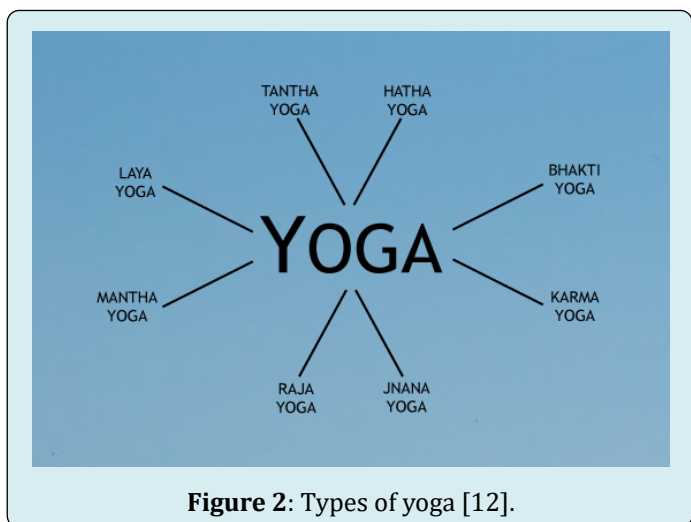 TANTHA
YOGA
HATHA
YOGA
LAYA
YOGA
BHAKTI
YOGA
YOGA
MANTHA
YOGA
KARMA
YOGA
RAJA
YOGA
JNANA
YOGA
Figure 2: Types of yoga [12].